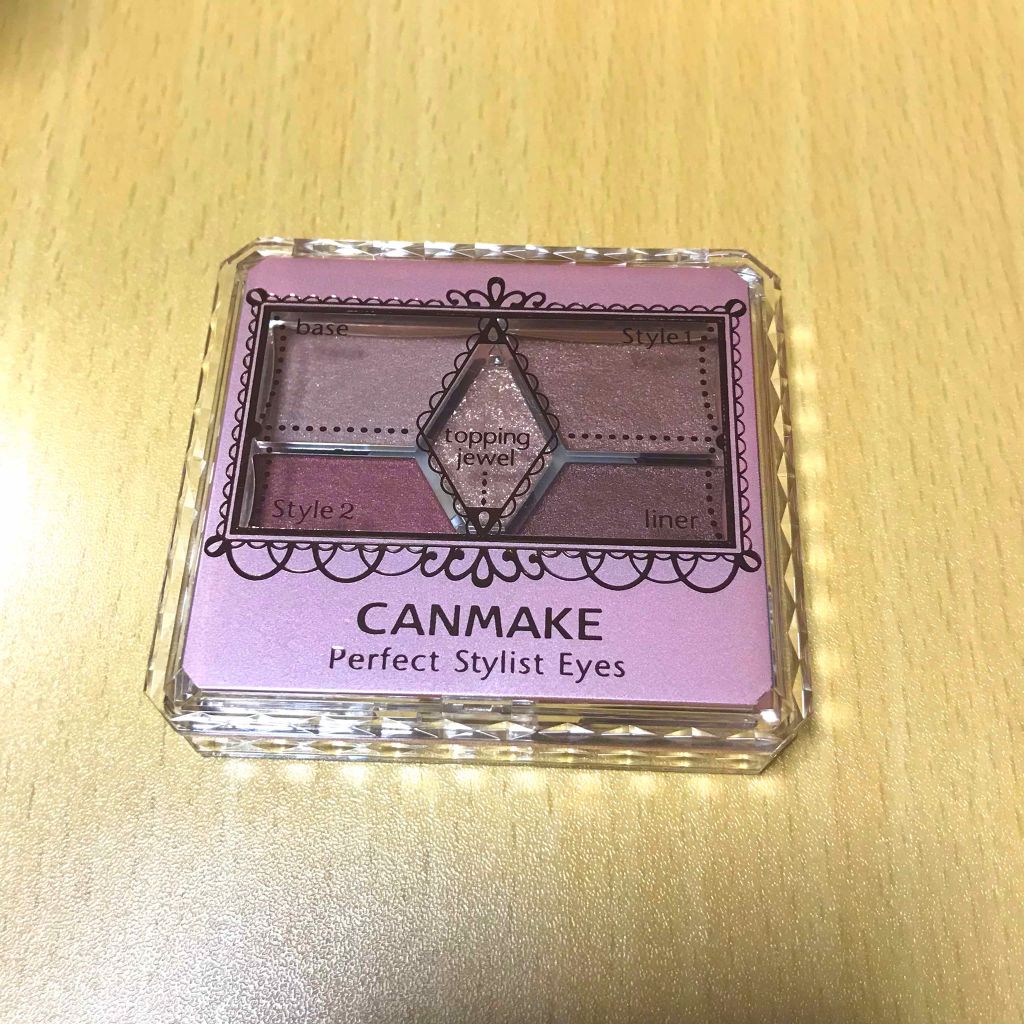 base
Style 1
topping
jewel
Style 2
liner
CANMAKE
Perfect Stylist Eyes